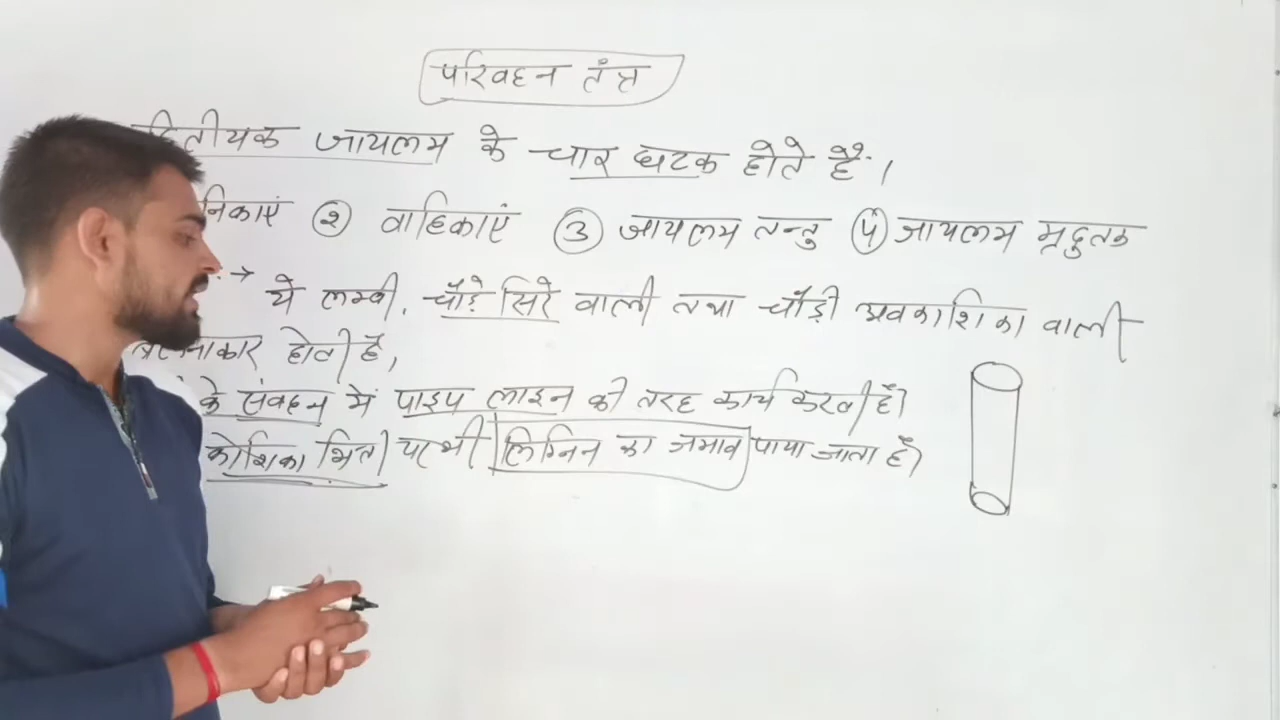 परिवहन तंत्र
द्वितीयक जायलम के चार घटक होते हैं।
② वाहिकाएं ③ जायलम तन्तु ④ जायलम मृदुतक
→ ये लम्बी, चौड़े सिरे वाली तथा चौड़ी अवकाशिका वाली
होती है,
के संवहन में पाइप लाइन की तरह कार्य करती है।
कोशिका भित्ती पर भी लिग्निन का जमाव पाया जाता है।